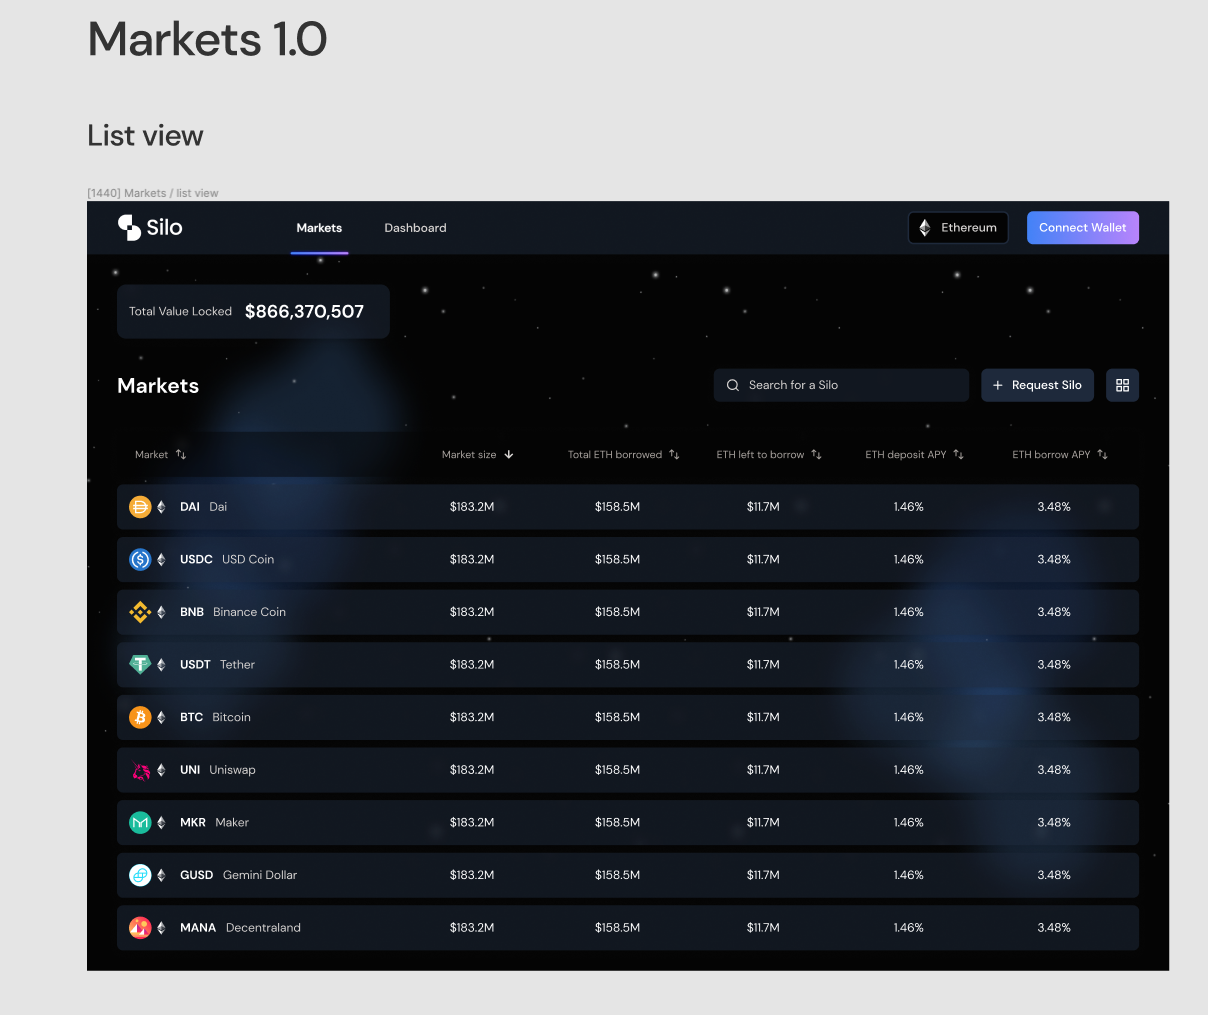 Markets 1.0
List view
[1440] Markets / list view
Silo Markets Dashboard Ethereum Connect Wallet
Total Value Locked $866,370,507
Markets Search for a Silo + Request Silo
Market Market size Total ETH borrowed ETH left to borrow ETH deposit APY ETH borrow APY
DAI Dai $183.2M $158.5M $11.7M 1.46% 3.48%
USDC USD Coin $183.2M $158.5M $11.7M 1.46% 3.48%
BNB Binance Coin $183.2M $158.5M $11.7M 1.46% 3.48%
USDT Tether $183.2M $158.5M $11.7M 1.46% 3.48%
BTC Bitcoin $183.2M $158.5M $11.7M 1.46% 3.48%
UNI Uniswap $183.2M $158.5M $11.7M 1.46% 3.48%
MKR Maker $183.2M $158.5M $11.7M 1.46% 3.48%
GUSD Gemini Dollar $183.2M $158.5M $11.7M 1.46% 3.48%
MANA Decentraland $183.2M $158.5M $11.7M 1.46% 3.48%